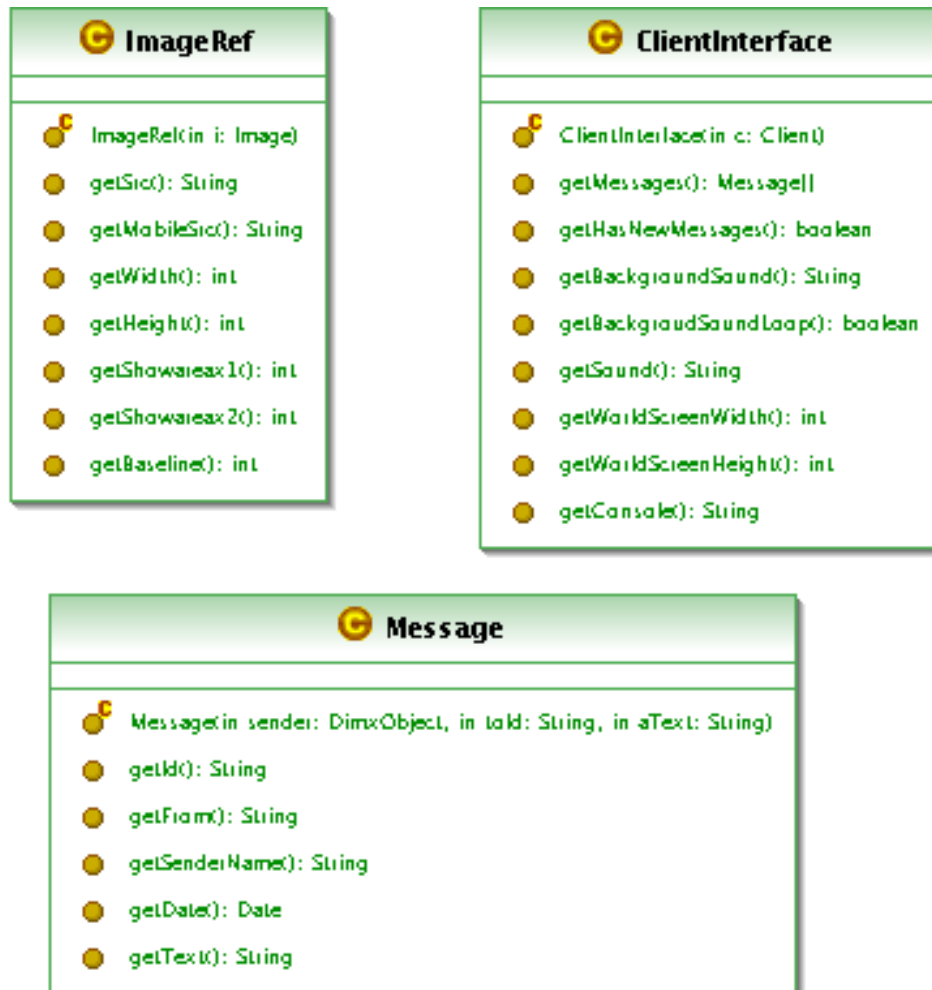 ImageRef
ImageRef(in i: Image)
getSrc(): String
getMobileSrc(): String
getWidth(): int
getHeight(): int
getShowareax1(): int
getShowareax2(): int
getBaseline(): int
ClientInterface
ClientInterface(in c: Client)
getMessages(): Message[]
getHasNewMessages(): boolean
getBackgroundSound(): String
getBackgroudSoundLoop(): boolean
getSound(): String
getWorldScreenWidth(): int
getWorldScreenHeight(): int
getConsole(): String
Message
Message(in sender: DimxObject, in toId: String, in aText: String)
getId(): String
getFrom(): String
getSenderName(): String
getDate(): Date
getText(): String